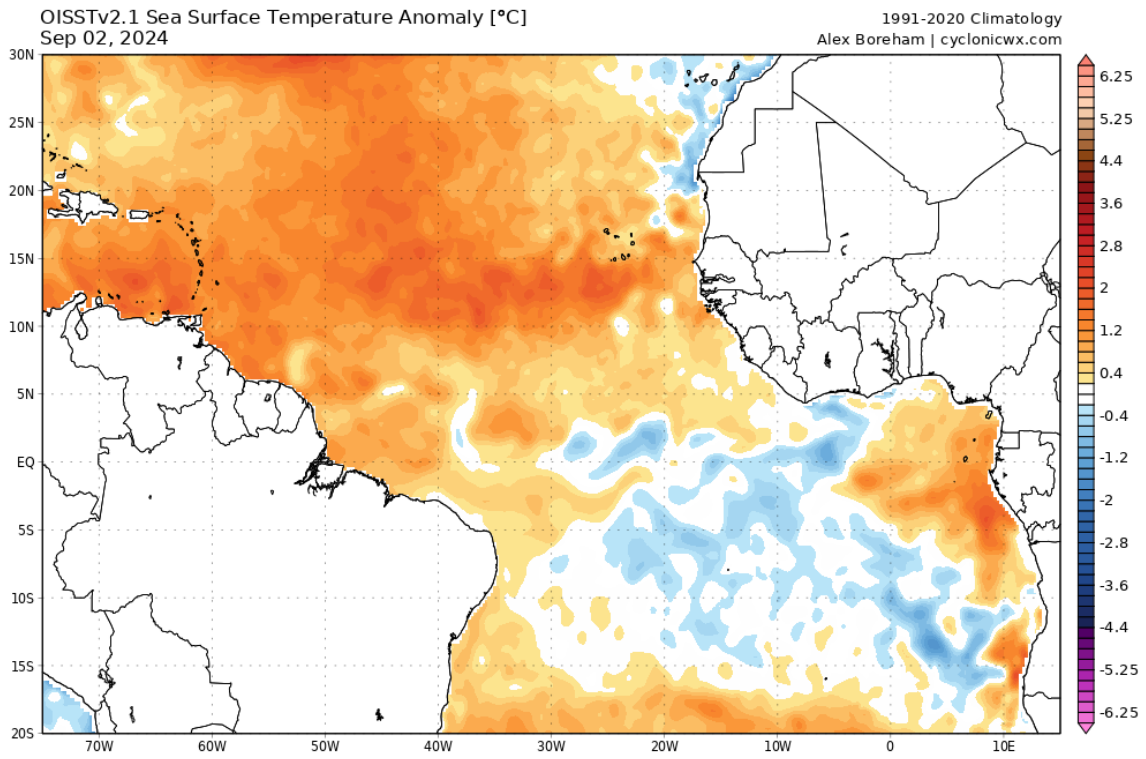 OISSTv2.1 Sea Surface Temperature Anomaly [°C]
Sep 02, 2024
1991-2020 Climatology
Alex Boreham | cyclonicwx.com
30N
25N
20N
15N
10N
5N
EQ
5S
10S
15S
20S
70W
60W
50W
40W
30W
20W
10W
0
10E
6.25
5.25
4.4
3.6
2.8
2
1.2
0.4
-0.4
-1.2
-2
-2.8
-3.6
-4.4
-5.25
-6.25